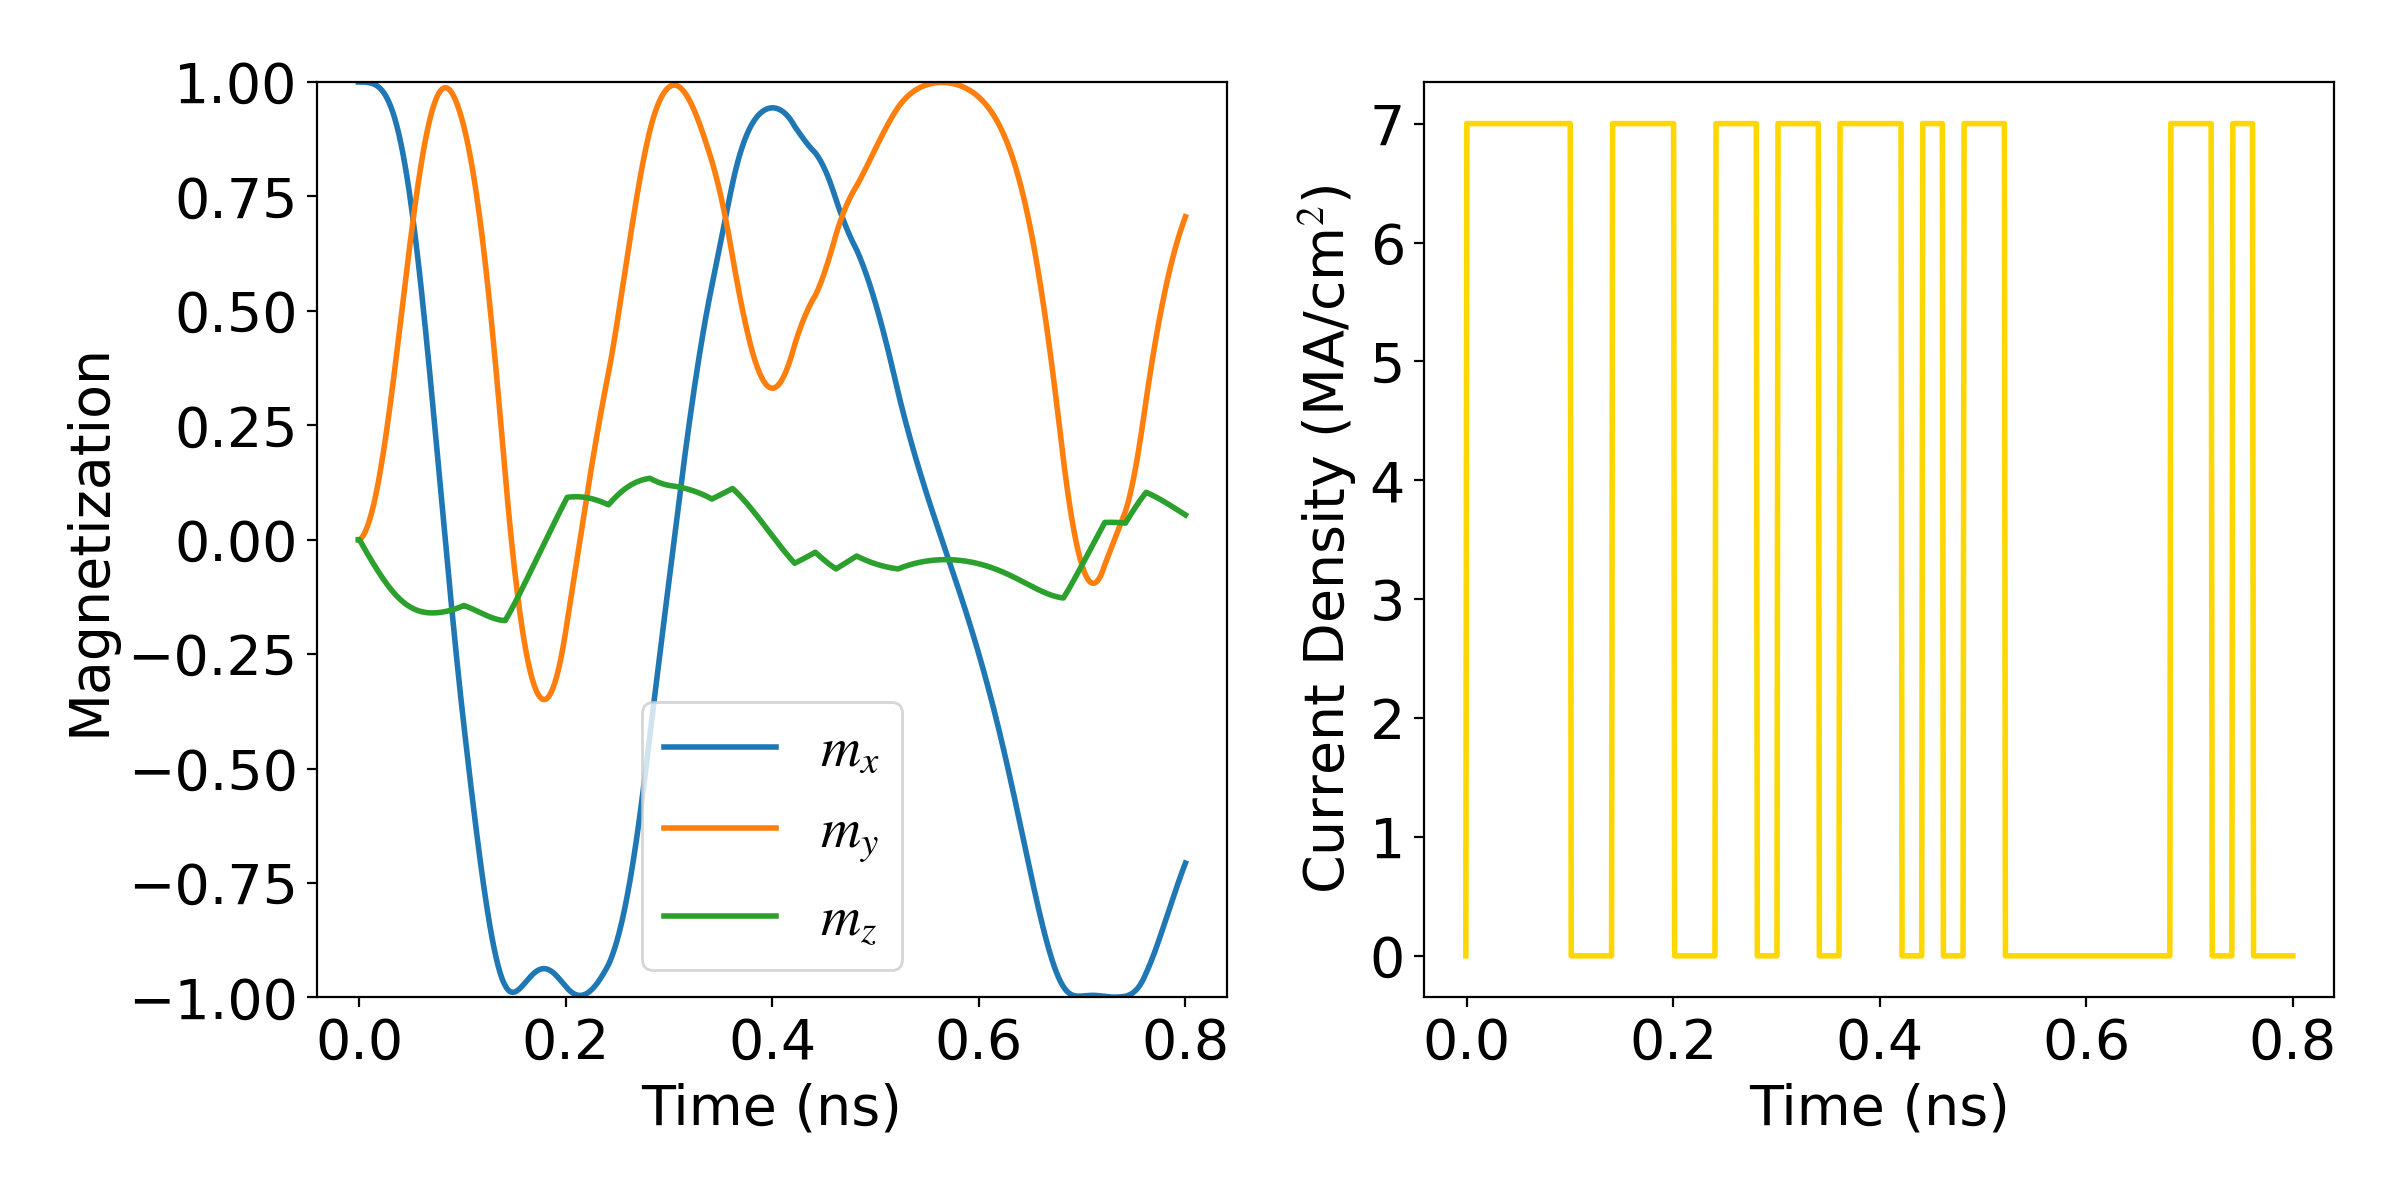 Magnetization
1.00
0.75
0.50
0.25
0.00
−0.25
−0.50
−0.75
−1.00
0.0 0.2 0.4 0.6 0.8
Time (ns)
m_x
m_y
m_z
Current Density (MA/cm²)
7
6
5
4
3
2
1
0
0.0 0.2 0.4 0.6 0.8
Time (ns)